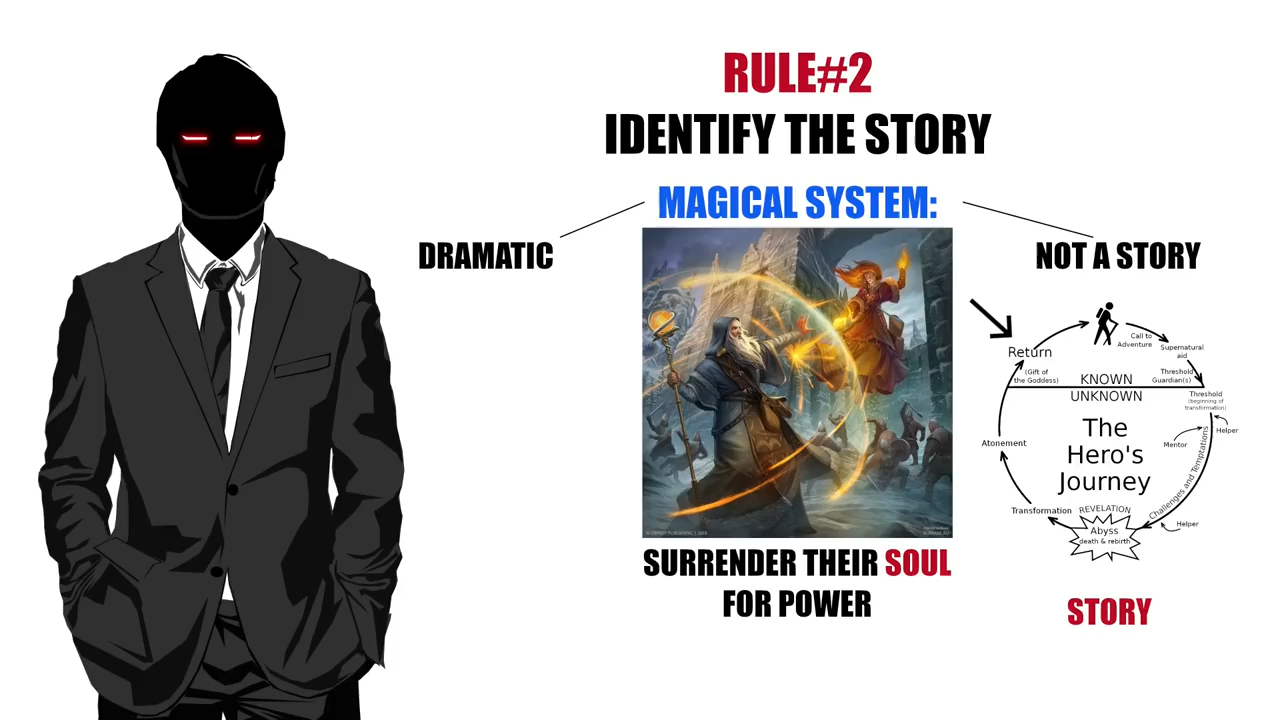 RULE#2
IDENTIFY THE STORY
MAGICAL SYSTEM:
DRAMATIC
NOT A STORY
SURRENDER THEIR SOUL
FOR POWER
Call to
Adventure
Supernatural
aid
Return
(Gift of
the Goddess)
Threshold
Guardian(s)
KNOWN
UNKNOWN
Threshold
(beginning of
transformation)
Helper
Mentor
Challenges and Temptations
The
Hero's
Journey
Atonement
Transformation
REVELATION
Abyss
death & rebirth
Helper
STORY